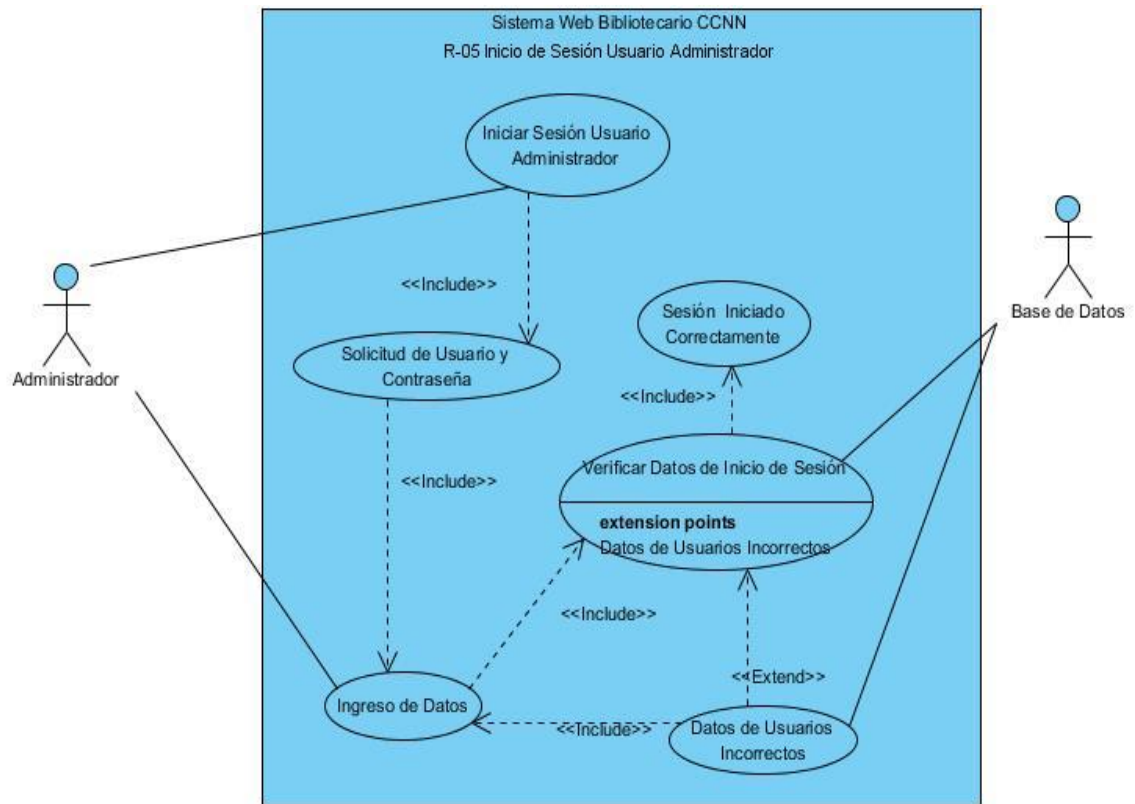 Sistema Web Bibliotecario CCNN
R-05 Inicio de Sesión Usuario Administrador
Iniciar Sesión Usuario
Administrador
<<Include>>
Sesión Iniciado
Correctamente
Base de Datos
Solicitud de Usuario y
Contraseña
Administrador
<<Include>>
Verificar Datos de Inicio de Sesión
<<Include>>
extension points
Datos de Usuarios Incorrectos
<<Include>>
<<Extend>>
Ingreso de Datos
<<Include>>
Datos de Usuarios
Incorrectos